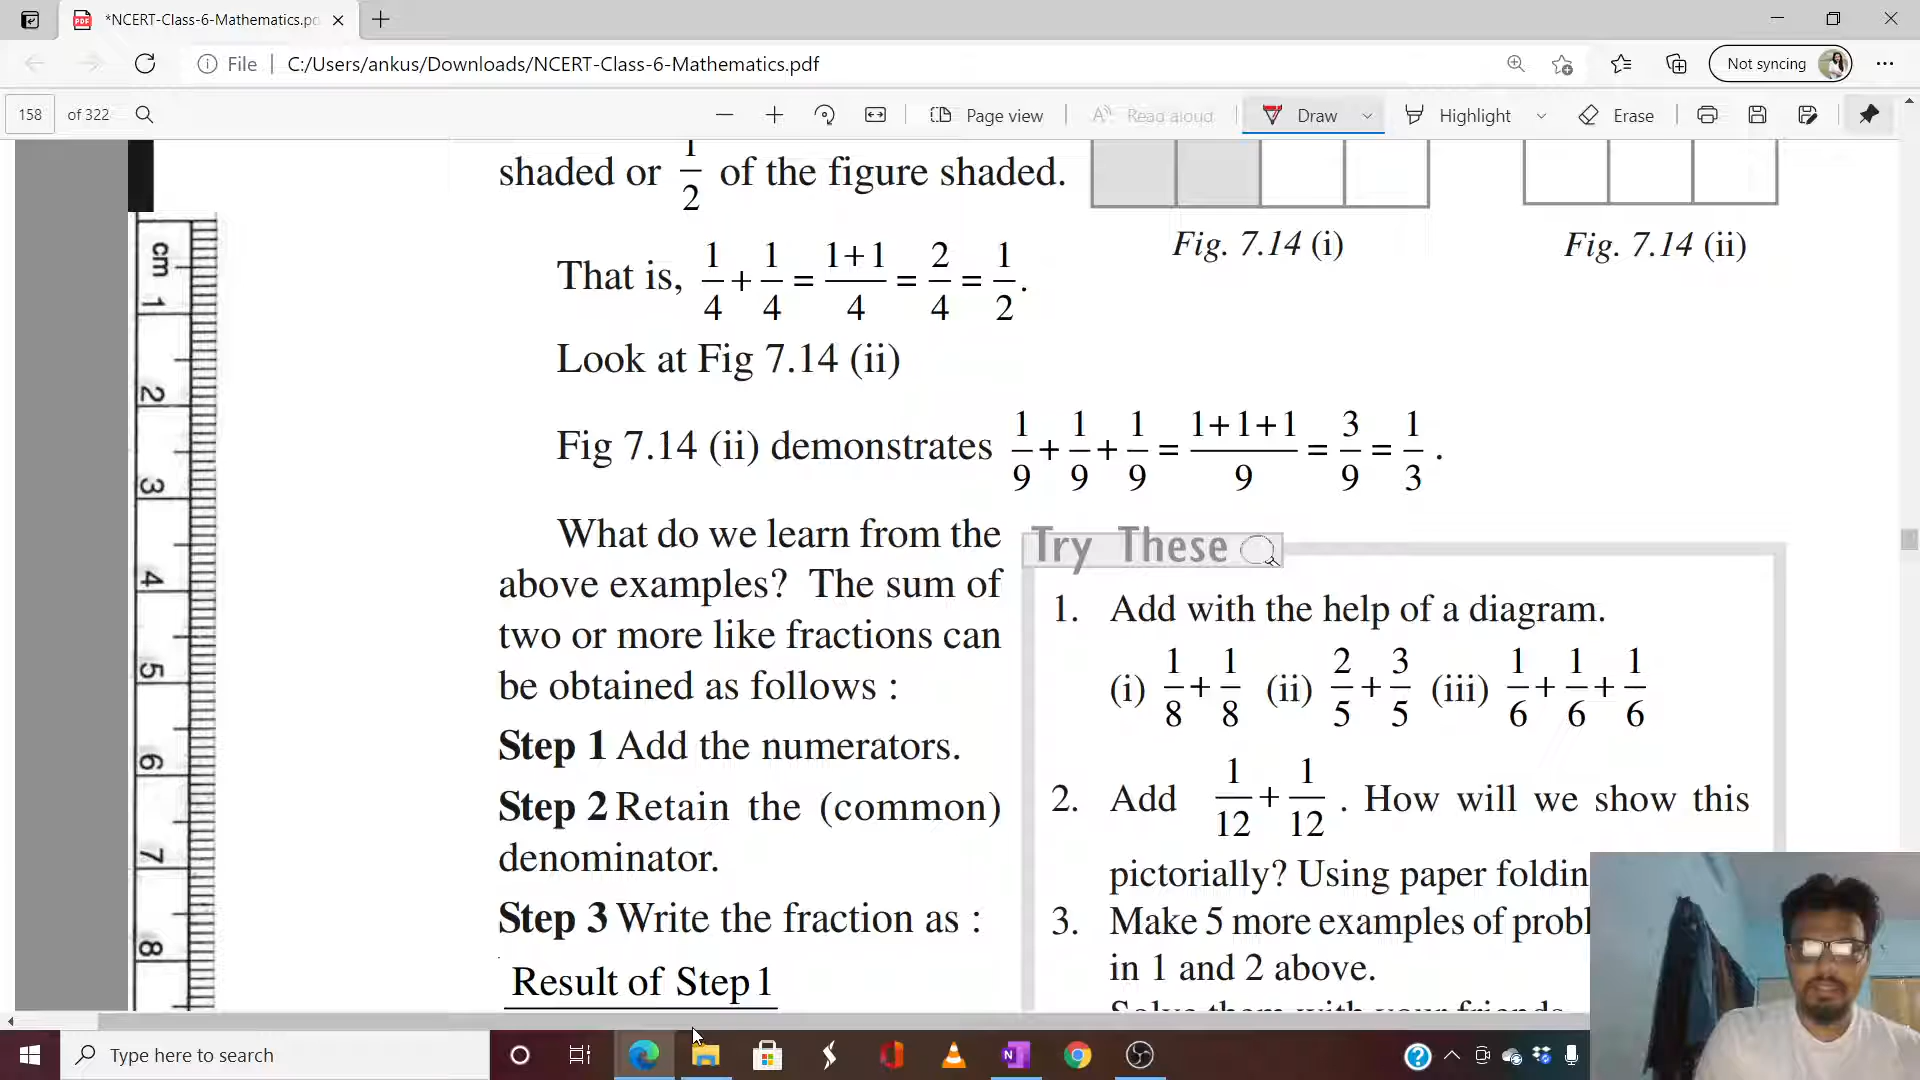 *NCERT-Class-6-Mathematics.pd
File C:/Users/ankus/Downloads/NCERT-Class-6-Mathematics.pdf
Not syncing
158 of 322
Page view
Read aloud
Draw
Highlight
Erase
shaded or 1/2 of the figure shaded.
Fig. 7.14 (i)
Fig. 7.14 (ii)
That is, 1/4 + 1/4 = 1+1/4 = 2/4 = 1/2.
Look at Fig 7.14 (ii)
Fig 7.14 (ii) demonstrates 1/9 + 1/9 + 1/9 = 1+1+1/9 = 3/9 = 1/3.
What do we learn from the
above examples? The sum of
two or more like fractions can
be obtained as follows :
Step 1 Add the numerators.
Step 2 Retain the (common)
denominator.
Step 3 Write the fraction as :
Result of Step1
Try These
1. Add with the help of a diagram.
(i) 1/8 + 1/8 (ii) 2/5 + 3/5 (iii) 1/6 + 1/6 + 1/6
2. Add 1/12 + 1/12. How will we show this
pictorially? Using paper foldin
3. Make 5 more examples of probl
in 1 and 2 above.
Solve them with your friends
cm
1
2
3
4
5
6
7
8
Type here to search